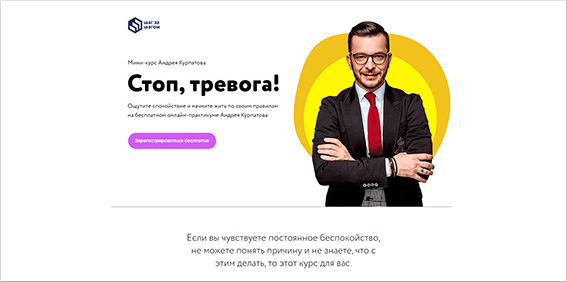 шаг за
шагом
Мини-курс Андрея Курпатова
Стоп, тревога!
Ощутите спокойствие и начните жить по своим правилам
на бесплатном онлайн-практикуме Андрея Курпатова
Зарегистрироваться бесплатно
Если вы чувствуете постоянное беспокойство,
не можете понять причину и не знаете, что с
этим делать, то этот курс для вас.